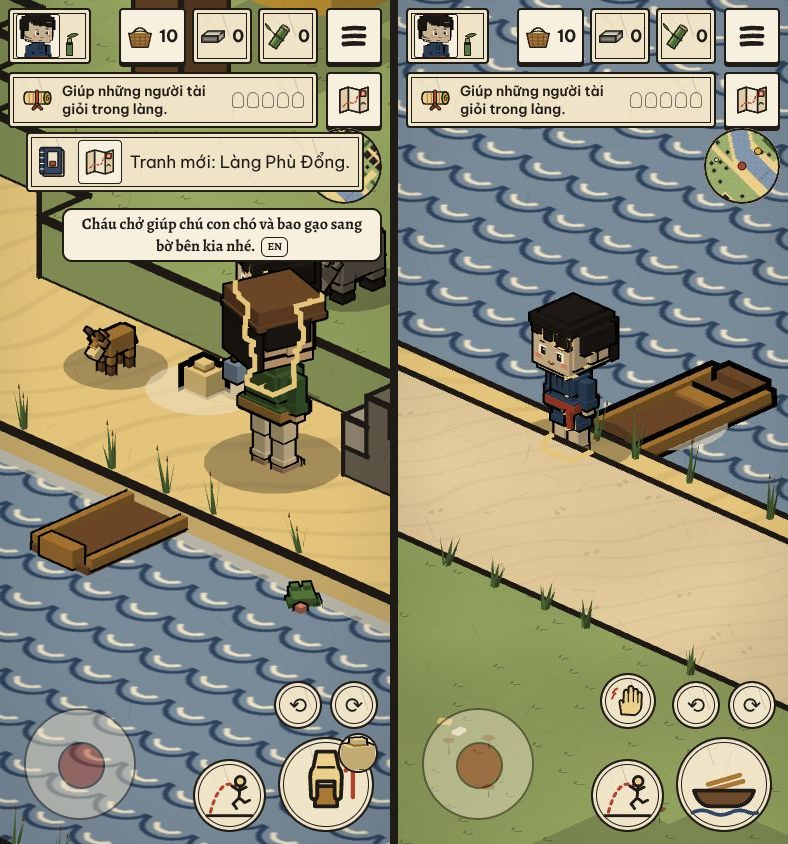 10
0
0
Giúp những người tài
giỏi trong làng.
Tranh mới: Làng Phù Đổng.
Cháu chở giúp chú con chó và bao gạo sang
bờ bên kia nhé. EN
10
0
0
Giúp những người tài
giỏi trong làng.